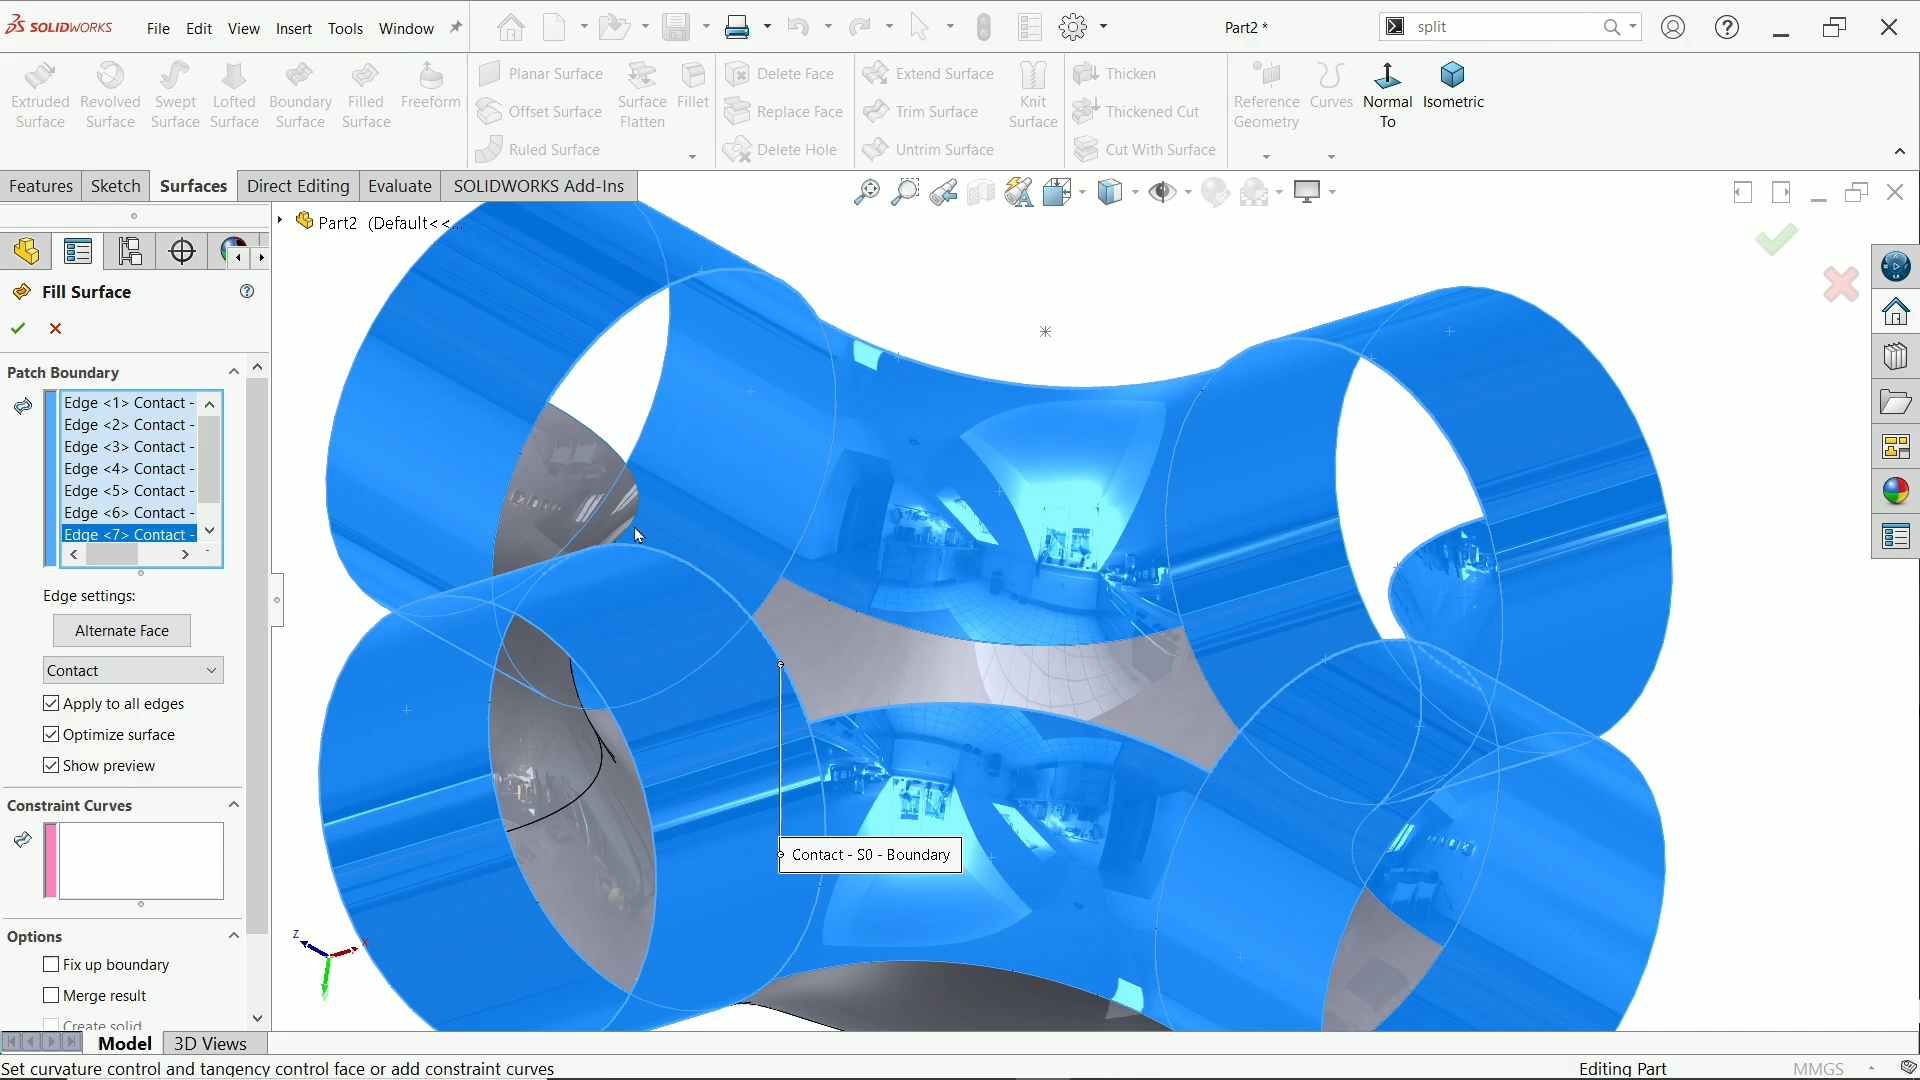 SOLIDWORKS
File Edit View Insert Tools Window
Part2 *
split
Extruded Surface
Revolved Surface
Swept Surface
Lofted Surface
Boundary Surface
Filled Surface
Freeform
Planar Surface
Offset Surface
Ruled Surface
Surface Flatten
Fillet
Delete Face
Replace Face
Delete Hole
Extend Surface
Trim Surface
Untrim Surface
Knit Surface
Thicken
Thickened Cut
Cut With Surface
Reference Geometry
Curves
Normal To
Isometric
Features Sketch Surfaces Direct Editing Evaluate SOLIDWORKS Add-Ins
Part2 (Default<<...
Fill Surface
Patch Boundary
Edge <1> Contact -
Edge <2> Contact -
Edge <3> Contact -
Edge <4> Contact -
Edge <5> Contact -
Edge <6> Contact -
Edge <7> Contact -
Edge settings:
Alternate Face
Contact
Apply to all edges
Optimize surface
Show preview
Constraint Curves
Options
Fix up boundary
Merge result
Create solid
Contact - S0 - Boundary
Z
X
Model 3D Views
Set curvature control and tangency control face or add constraint curves
Editing Part
MMGS